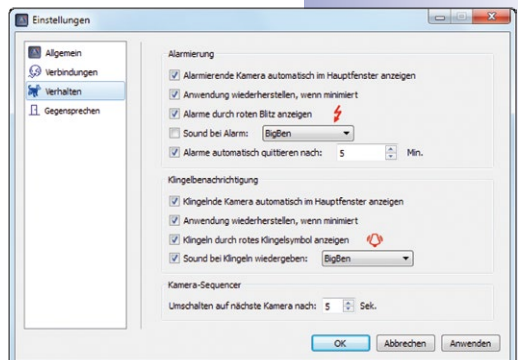 Einstellungen
Allgemein
Verbindungen
Verhalten
Gegensprechen
Alarmierung
Alarmierende Kamera automatisch im Hauptfenster anzeigen
Anwendung wiederherstellen, wenn minimiert
Alarme durch roten Blitz anzeigen
Sound bei Alarm: BigBen
Alarme automatisch quittieren nach: 5 Min.
Klingelbenachrichtigung
Klingelnde Kamera automatisch im Hauptfenster anzeigen
Anwendung wiederherstellen, wenn minimiert
Klingeln durch rotes Klingelsymbol anzeigen
Sound bei Klingeln wiedergeben: BigBen
Kamera-Sequencer
Umschalten auf nächste Kamera nach: 5 Sek.
OK Abbrechen Anwenden